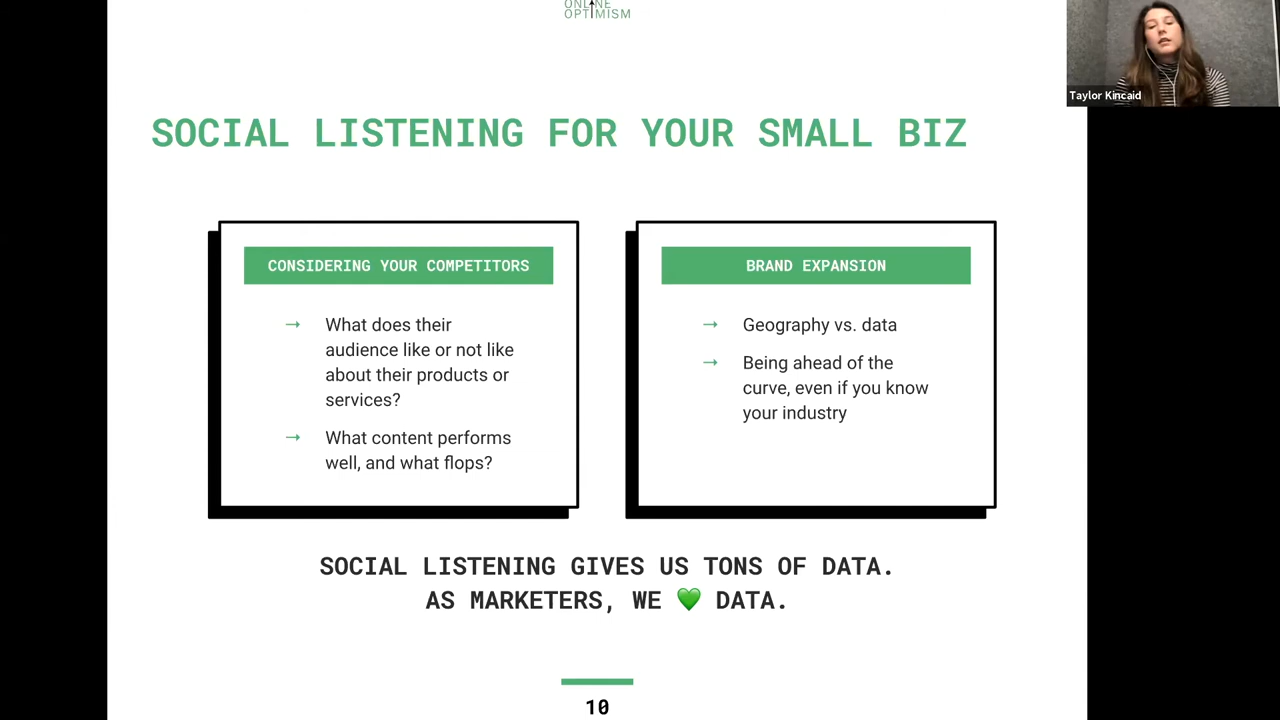 ONLINE
OPTIMISM
Taylor Kincaid
SOCIAL LISTENING FOR YOUR SMALL BIZ
CONSIDERING YOUR COMPETITORS
→ What does their
audience like or not like
about their products or
services?
→ What content performs
well, and what flops?
BRAND EXPANSION
→ Geography vs. data
→ Being ahead of the
curve, even if you know
your industry
SOCIAL LISTENING GIVES US TONS OF DATA.
AS MARKETERS, WE 💚 DATA.
10